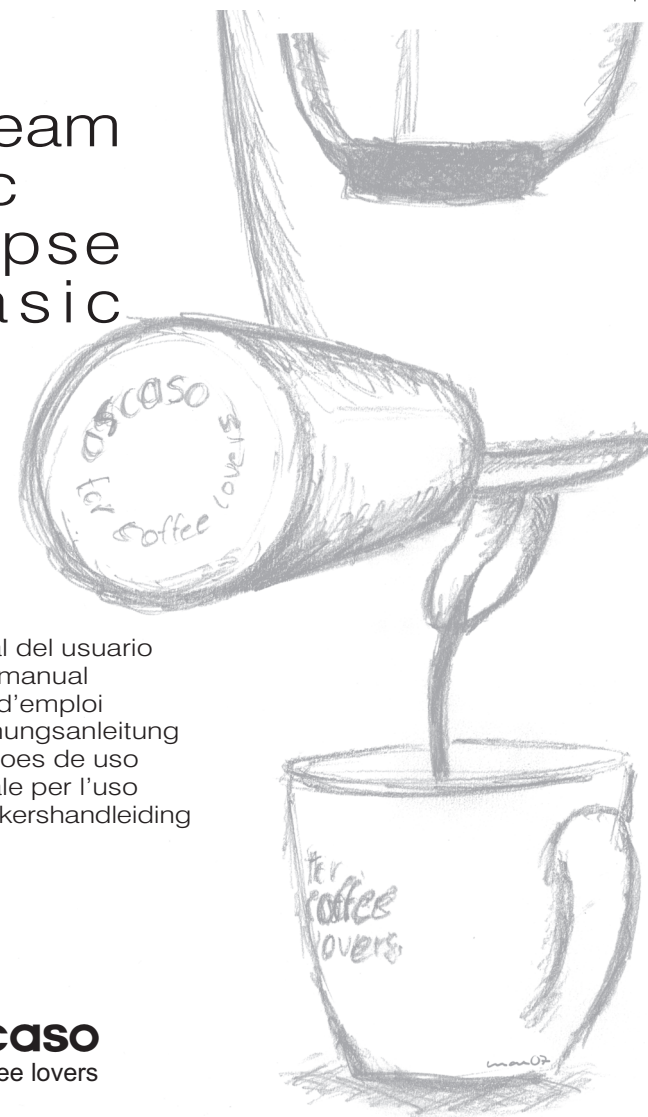 eam
c
pse
asic
ascaso
for coffee lovers
l del usuario
manual
d’emploi
nungsanleitung
oes de uso
le per l’uso
kershandleiding
for
coffee
lovers
caso
ee lovers